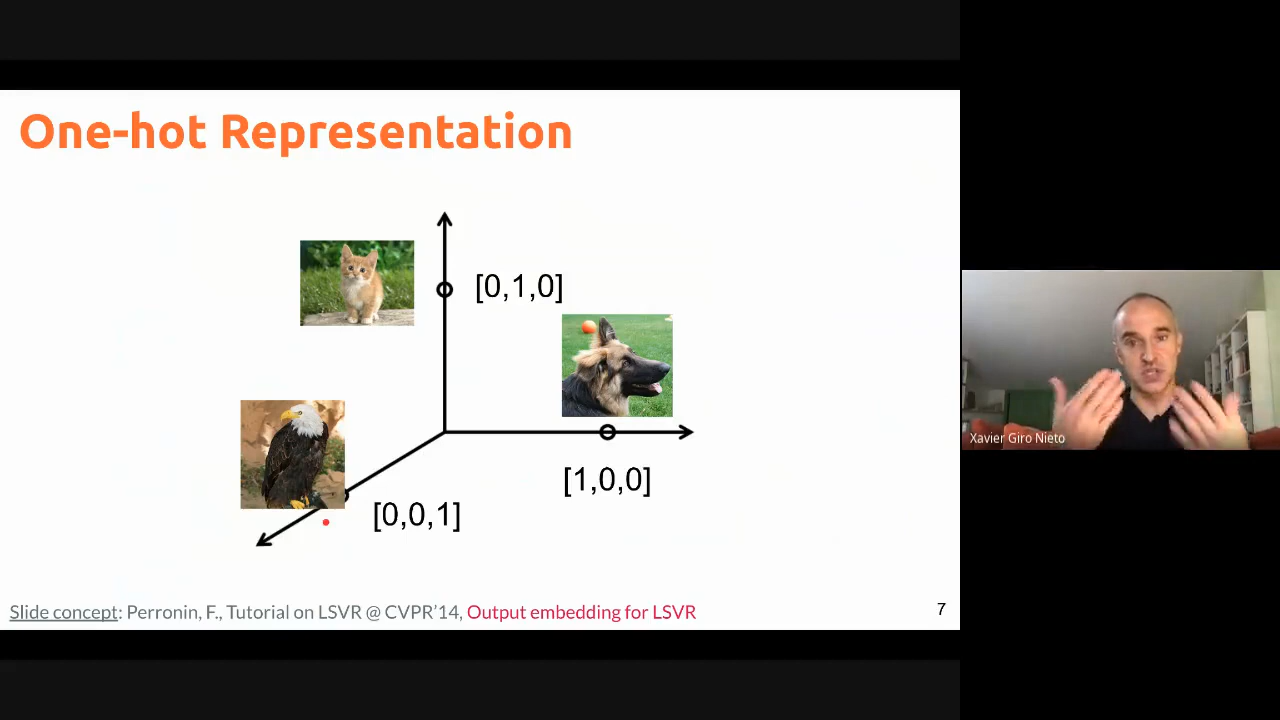 One-hot Representation
[0,1,0]
[1,0,0]
[0,0,1]
Xavier Giro Nieto
Slide concept: Perronin, F., Tutorial on LSVR @ CVPR'14, Output embedding for LSVR
7